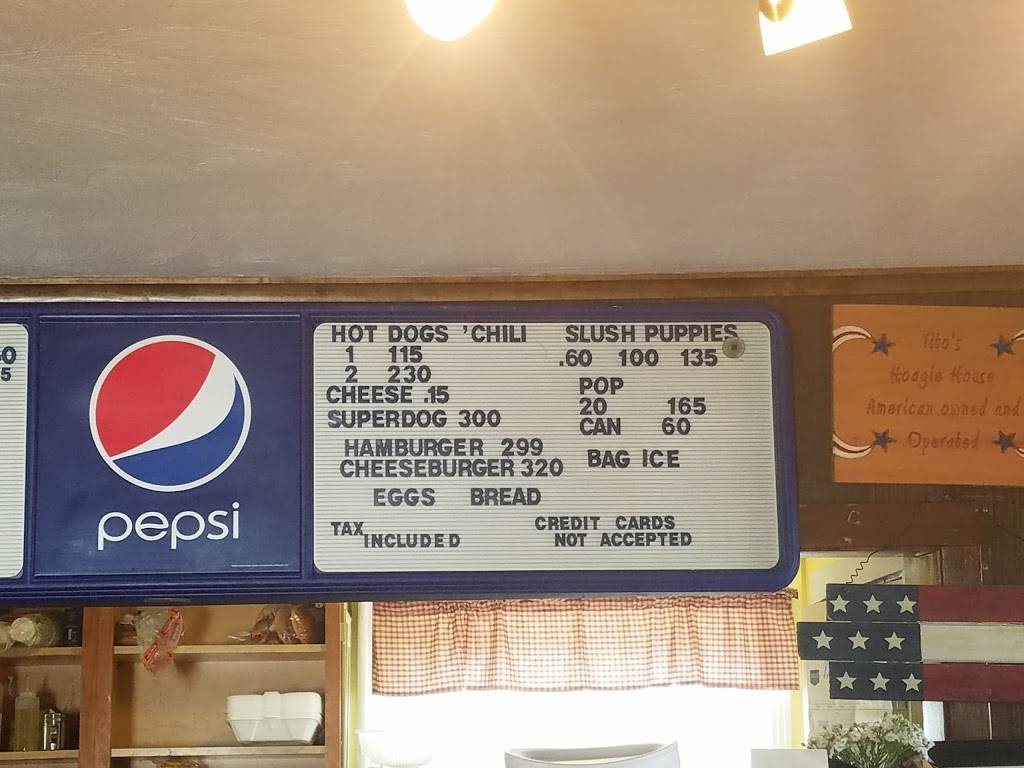 0
5
pepsi
HOT DOGS 'CHILI
1 115
2 230
CHEESE .15
SUPERDOG 300
HAMBURGER 299
CHEESEBURGER 320
EGGS BREAD
TAX INCLUDED
SLUSH PUPPIES
.60 100 135
POP
20 165
CAN 60
BAG ICE
CREDIT CARDS
NOT ACCEPTED
Vito's
Hoagie House
American owned and
Operated